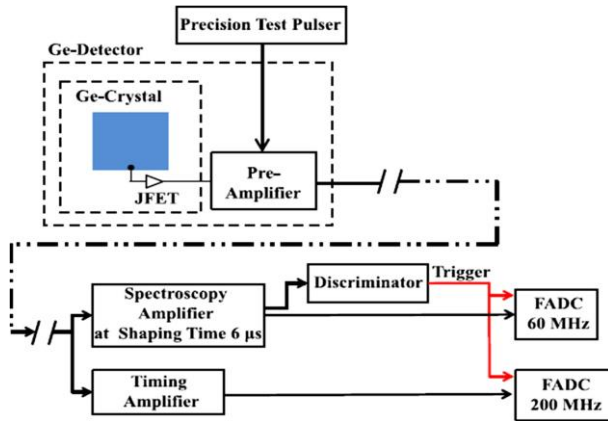 Precision Test Pulser
Ge-Detector
Ge-Crystal
JFET
Pre-
Amplifier
Discriminator
Trigger
Spectroscopy
Amplifier
at Shaping Time 6 μs
FADC
60 MHz
Timing
Amplifier
FADC
200 MHz